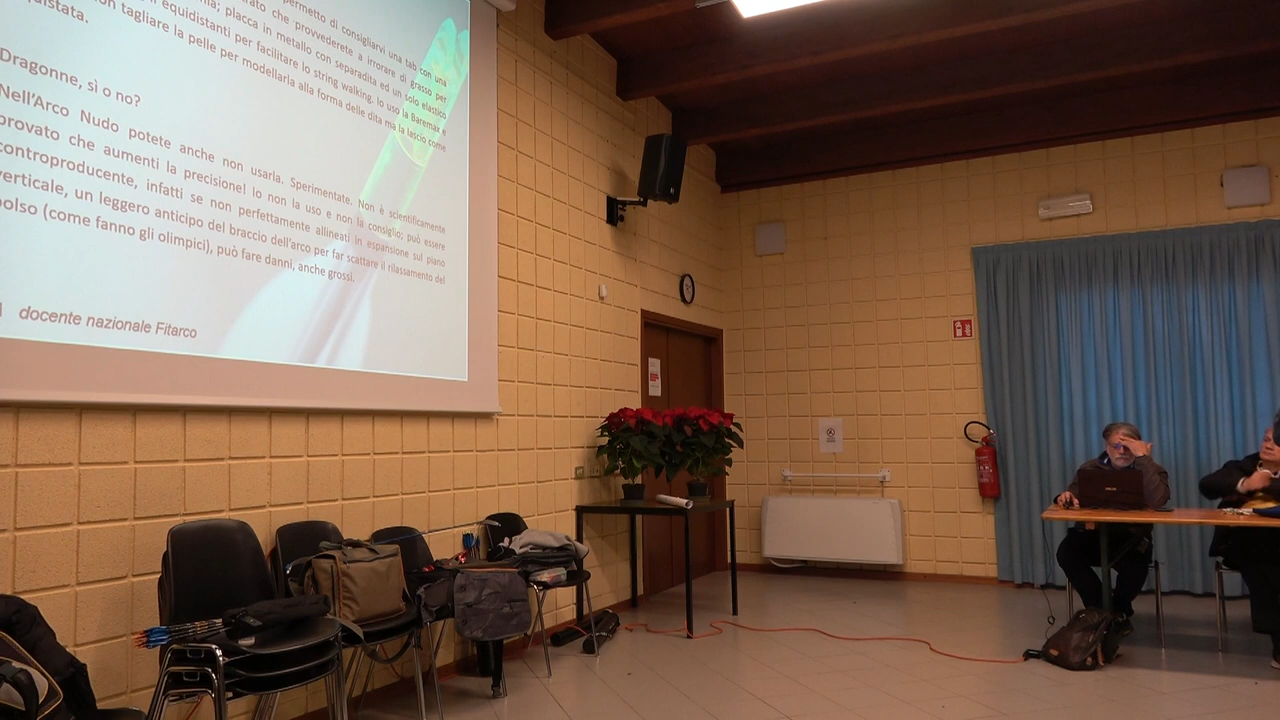 permetto di consigliarvi una tab con una
rato che provvederete a irrorare di grasso per
nia; placca in metallo con separadita ed un solo elastico
i equidistanti per facilitare lo string walking. Io uso la Baremax e
non tagliare la pelle per modellarla alla forma delle dita ma la lascio come
quistata.
Dragonne, sì o no?
Nell'Arco Nudo potete anche non usarla. Sperimentate. Non è scientificamente
provato che aumenti la precisione! Io non la uso e non la consiglio; può essere
controproducente, infatti se non perfettamente allineati in espansione sul piano
verticale, un leggero anticipo del braccio dell'arco per far scattare il rilassamento del
polso (come fanno gli olimpici), può fare danni, anche grossi.
docente nazionale Fitarco